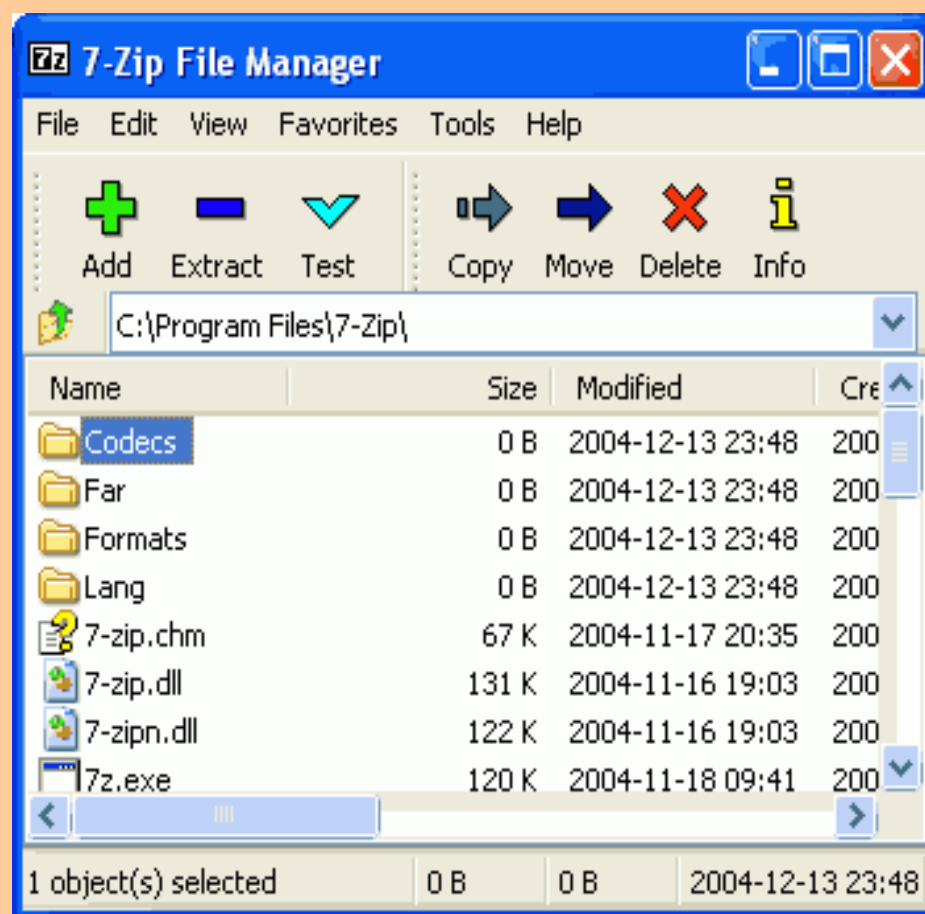 7z 7-Zip File Manager
File Edit View Favorites Tools Help
Add Extract Test Copy Move Delete Info
C:\Program Files\7-Zip\
Name Size Modified Cre
Codecs 0 B 2004-12-13 23:48 200
Far 0 B 2004-12-13 23:48 200
Formats 0 B 2004-12-13 23:48 200
Lang 0 B 2004-12-13 23:48 200
7-zip.chm 67 K 2004-11-17 20:35 200
7-zip.dll 131 K 2004-11-16 19:03 200
7-zipn.dll 122 K 2004-11-16 19:03 200
7z.exe 120 K 2004-11-18 09:41 200
1 object(s) selected 0 B 0 B 2004-12-13 23:48